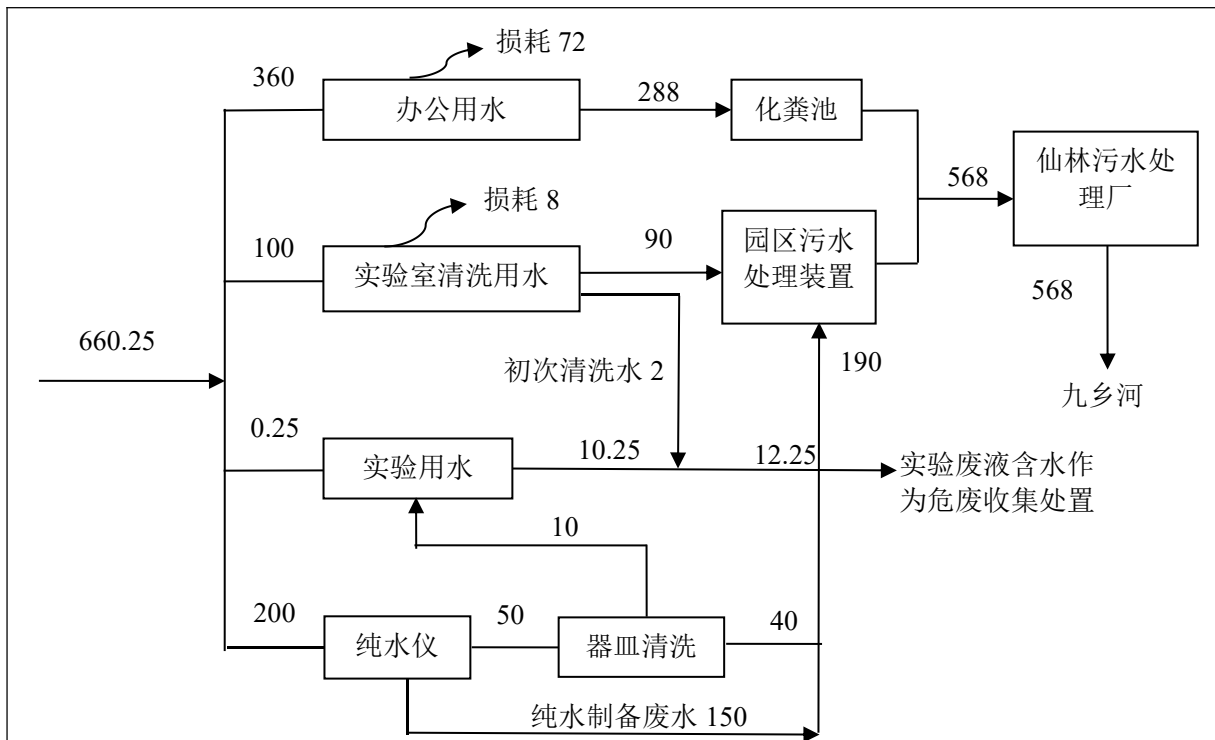 损耗 72
360
办公用水
288
化粪池
568
仙林污水处
理厂
损耗 8
100
实验室清洗用水
90
园区污水
处理装置
568
660.25
初次清洗水 2
190
九乡河
0.25
实验用水
10.25
12.25
实验废液含水作
为危废收集处置
10
200
纯水仪
50
器皿清洗
40
纯水制备废水 150